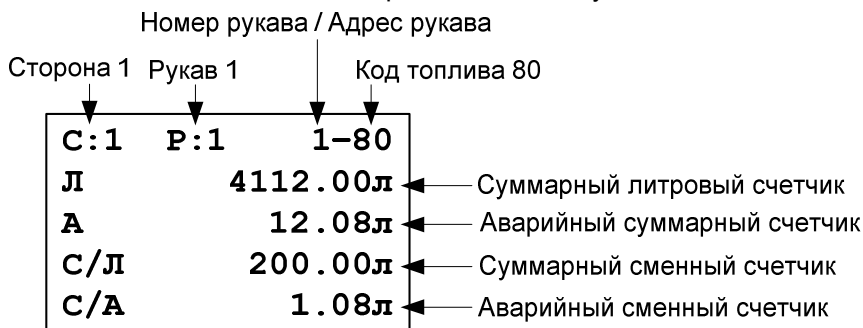 Номер рукава / Адрес рукава
Сторона 1 Рукав 1 Код топлива 80
С:1 Р:1 1–80
Л 4112.00л Суммарный литровый счетчик
А 12.08л Аварийный суммарный счетчик
С/Л 200.00л Суммарный сменный счетчик
С/А 1.08л Аварийный сменный счетчик